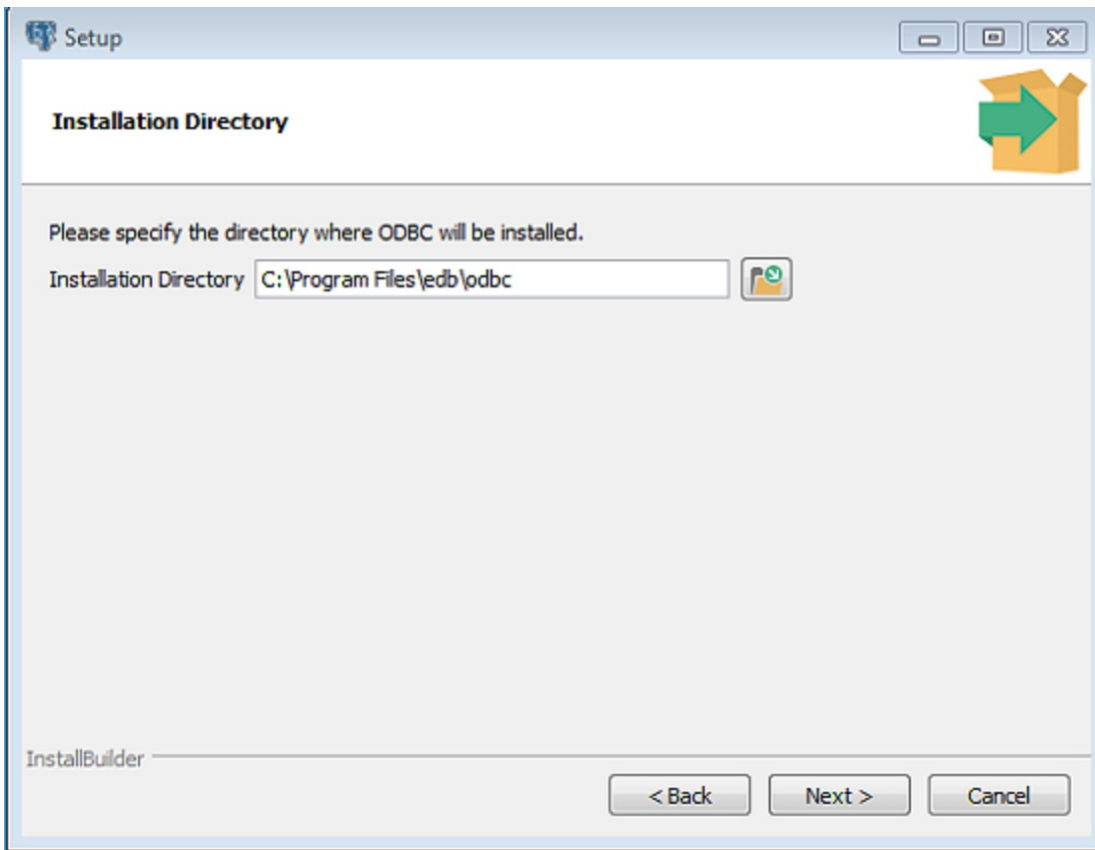 Setup
Installation Directory
Please specify the directory where ODBC will be installed.
Installation Directory C:\Program Files\edb\odbc
InstallBuilder
< Back Next > Cancel